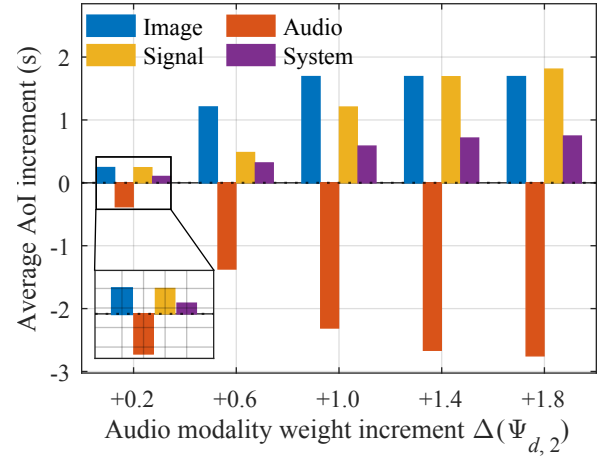 Image Audio
Signal System
Average AoI increment (s)
2
1
0
-1
-2
-3
+0.2 +0.6 +1.0 +1.4 +1.8
Audio modality weight increment Δ(Ψd, 2)